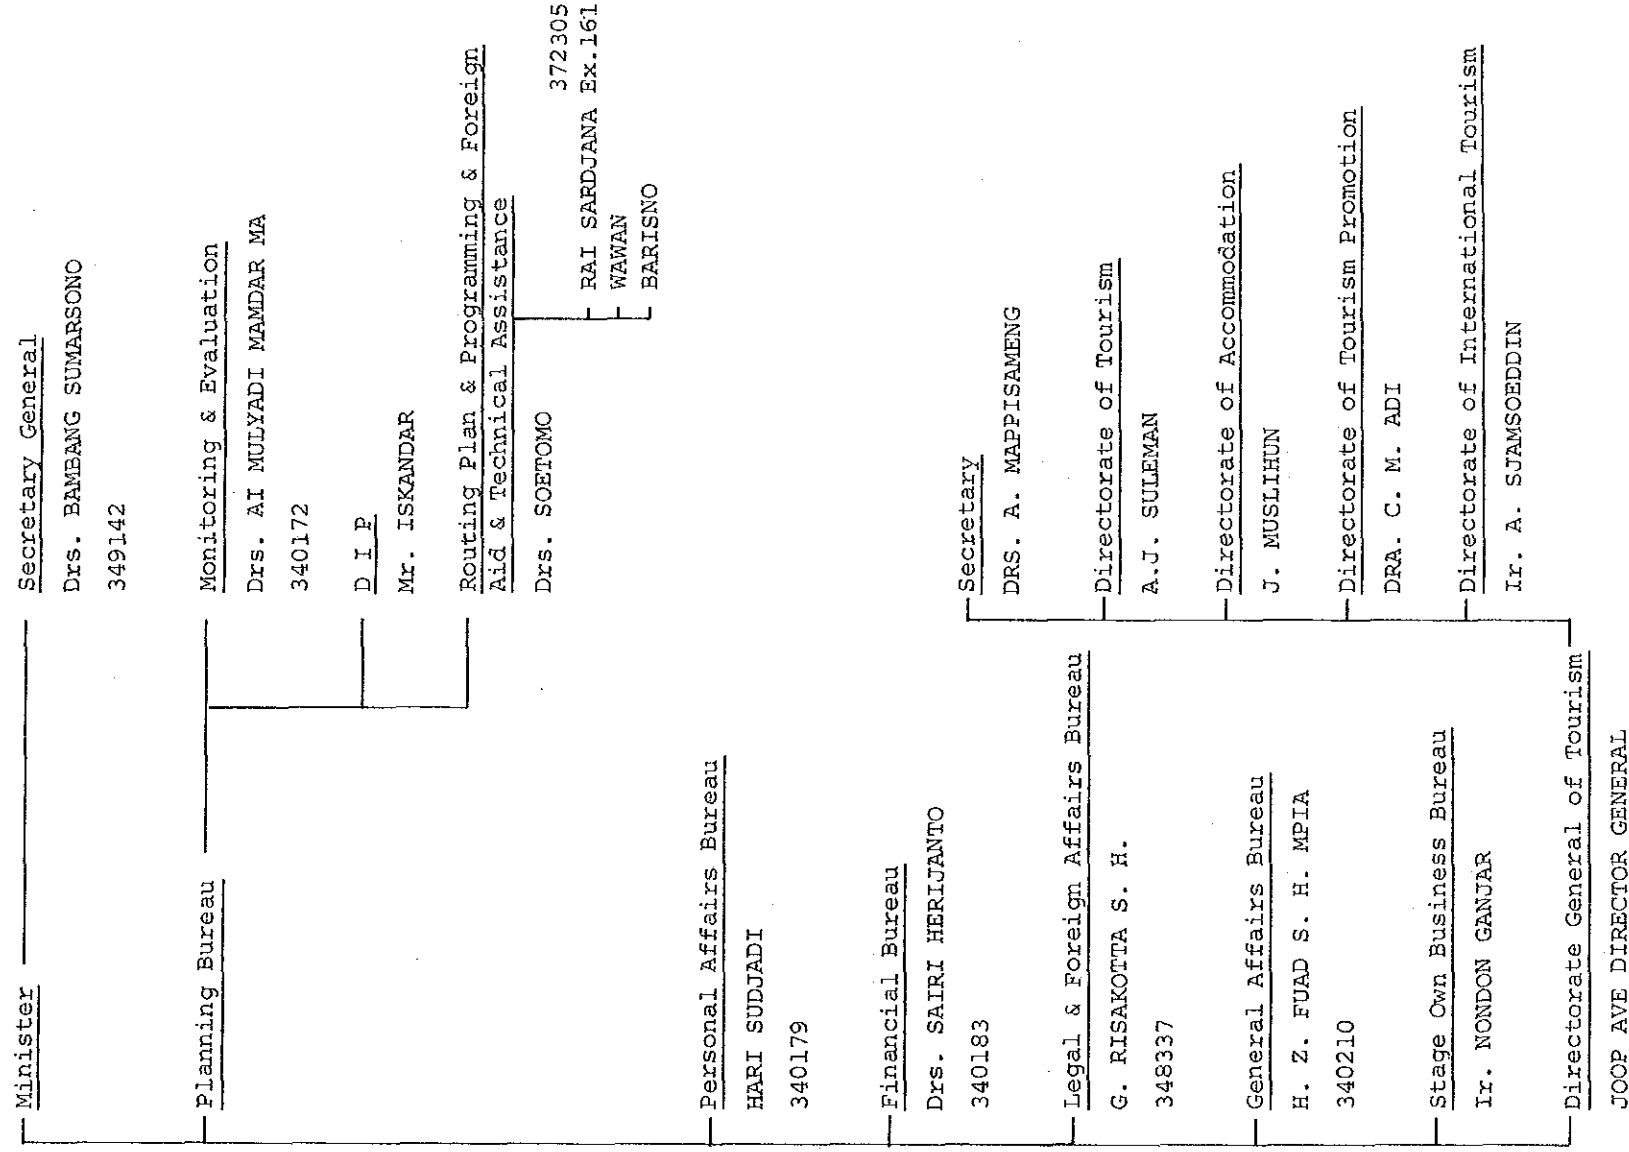 Minister
Secretary General
Drs. BAMBANG SUMARSONO
349142
Planning Bureau
Monitoring & Evaluation
Drs. AI MULYADI MAMDAR MA
340172
D I P
Mr. ISKANDAR
Routing Plan & Programming & Foreign
Aid & Technical Assistance
Drs. SOETOMO
372305
RAI SARDJANA Ex.161
WAWAN
BARISNO
Personal Affairs Bureau
HARI SUDJADI
340179
Financial Bureau
Drs. SAIRI HERIJANTO
340183
Legal & Foreign Affairs Bureau
G. RISAKOTTA S. H.
348337
General Affairs Bureau
H. Z. FUAD S. H. MPIA
340210
Stage Own Business Bureau
Ir. NONDON GANJAR
Directorate General of Tourism
JOOP AVE DIRECTOR GENERAL
Secretary
DRS. A. MAPPISAMENG
Directorate of Tourism
A.J. SULEMAN
Directorate of Accommodation
J. MUSLIHUN
Directorate of Tourism Promotion
DRA. C. M. ADI
Directorate of International Tourism
Ir. A. SJAMSOEDDIN